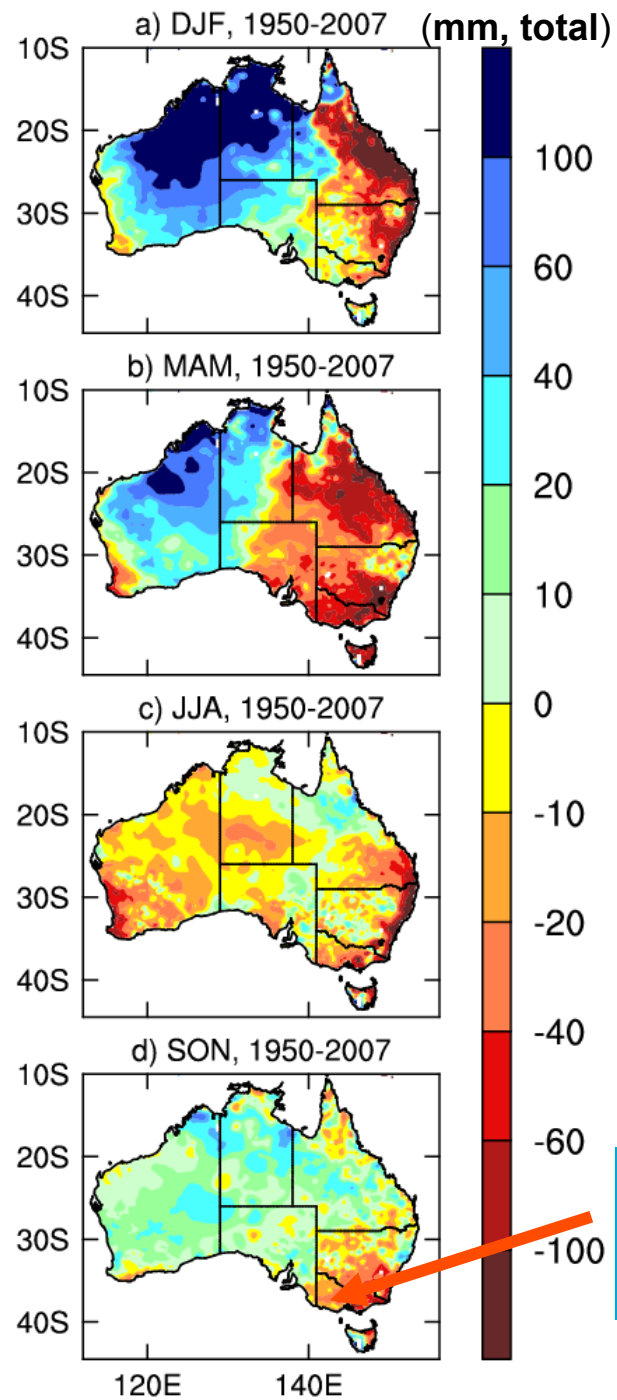 a) DJF, 1950-2007
(mm, total)
10S
20S
30S
40S
b) MAM, 1950-2007
10S
20S
30S
40S
c) JJA, 1950-2007
10S
20S
30S
40S
d) SON, 1950-2007
10S
20S
30S
40S
120E 140E
100
60
40
20
10
0
-10
-20
-40
-60
-100